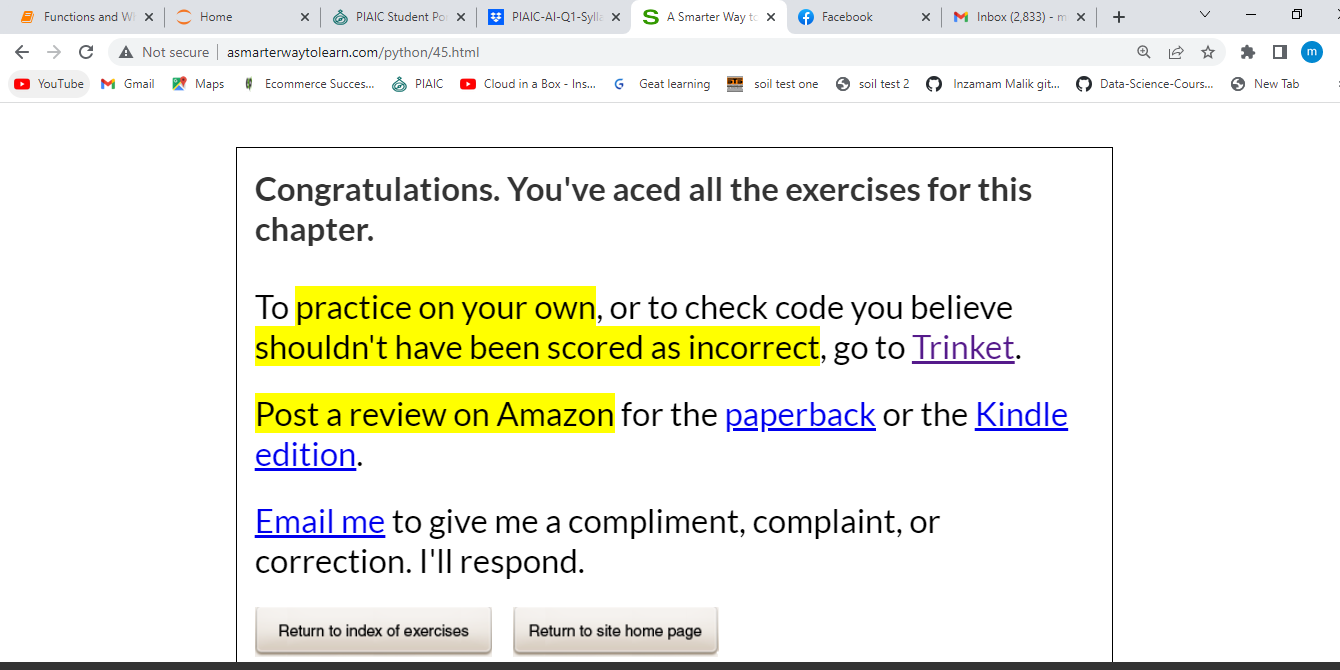 Functions and Wh
Home
PIAIC Student Po
PIAIC-AI-Q1-Sylla
A Smarter Way to
Facebook
Inbox (2,833) - m
Not secure
asmarterwaytolearn.com/python/45.html
m
YouTube
Gmail
Maps
Ecommerce Succes...
PIAIC
Cloud in a Box - Ins...
Geat learning
soil test one
soil test 2
Inzamam Malik git...
Data-Science-Cours...
New Tab
Congratulations. You've aced all the exercises for this
chapter.
To practice on your own, or to check code you believe
shouldn't have been scored as incorrect, go to Trinket.
Post a review on Amazon for the paperback or the Kindle
edition.
Email me to give me a compliment, complaint, or
correction. I'll respond.
Return to index of exercises
Return to site home page